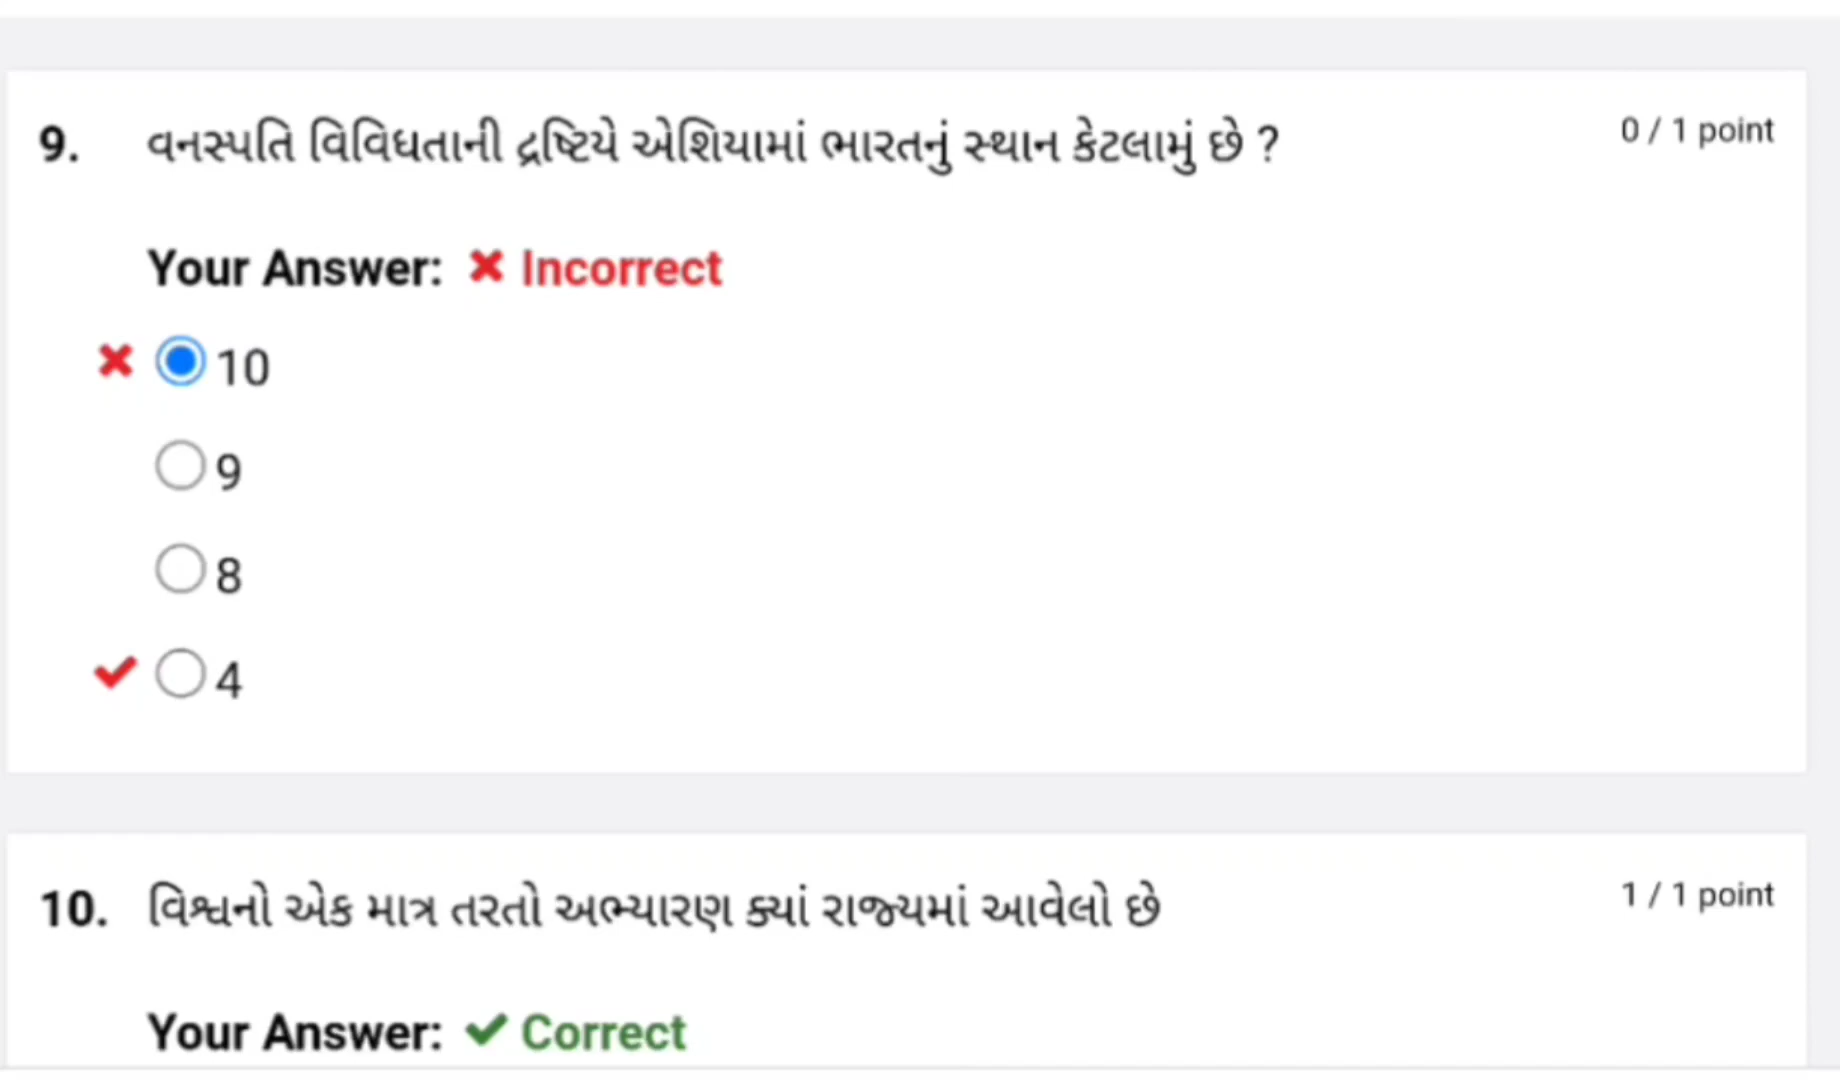 9. વનસ્પતિ વિવિધતાની દ્રષ્ટિયે એશિયામાં ભારતનું સ્થાન કેટલામું છે ? 0 / 1 point
Your Answer: ✖ Incorrect
10
9
8
4
10. વિશ્વનો એક માત્ર તરતો અભ્યારણ ક્યાં રાજ્યમાં આવેલો છે 1 / 1 point
Your Answer: ✔ Correct